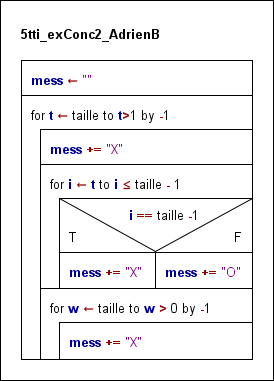 5tti_exConc2_AdrienB
mess ← ""
for t ← taille to t>1 by -1
mess += "X"
for i ← t to i ≤ taille - 1
i == taille -1
T F
mess += "X" mess += "O"
for w ← taille to w > 0 by -1
mess += "X"